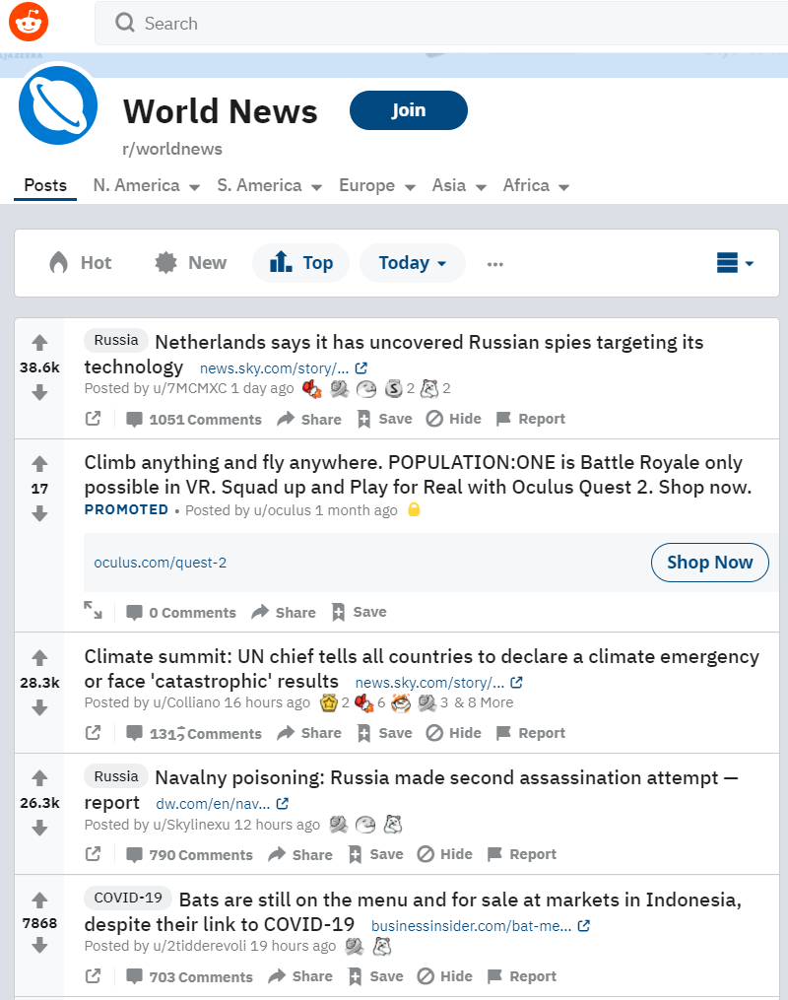 Search
ALJAZEERA
World News
Join
r/worldnews
Posts N. America S. America Europe Asia Africa
Hot New Top Today ...
Russia Netherlands says it has uncovered Russian spies targeting its
38.6k technology news.sky.com/story/...
Posted by u/7MCMXC 1 day ago S 2 2
1051 Comments Share Save Hide Report
Climb anything and fly anywhere. POPULATION:ONE is Battle Royale only
17 possible in VR. Squad up and Play for Real with Oculus Quest 2. Shop now.
PROMOTED • Posted by u/oculus 1 month ago
oculus.com/quest-2 Shop Now
0 Comments Share Save
Climate summit: UN chief tells all countries to declare a climate emergency
28.3k or face 'catastrophic' results news.sky.com/story/...
Posted by u/Colliano 16 hours ago 2 6 3 & 8 More
Comments Share Save Hide Report
Russia Navalny poisoning: Russia made second assassination attempt —
26.3k report dw.com/en/nav...
Posted by u/Skylinexu 12 hours ago
790 Comments Share Save Hide Report
COVID-19 Bats are still on the menu and for sale at markets in Indonesia,
7868 despite their link to COVID-19 businessinsider.com/bat-me...
Posted by u/2tidderevoli 19 hours ago
703 Comments Share Save Hide Report